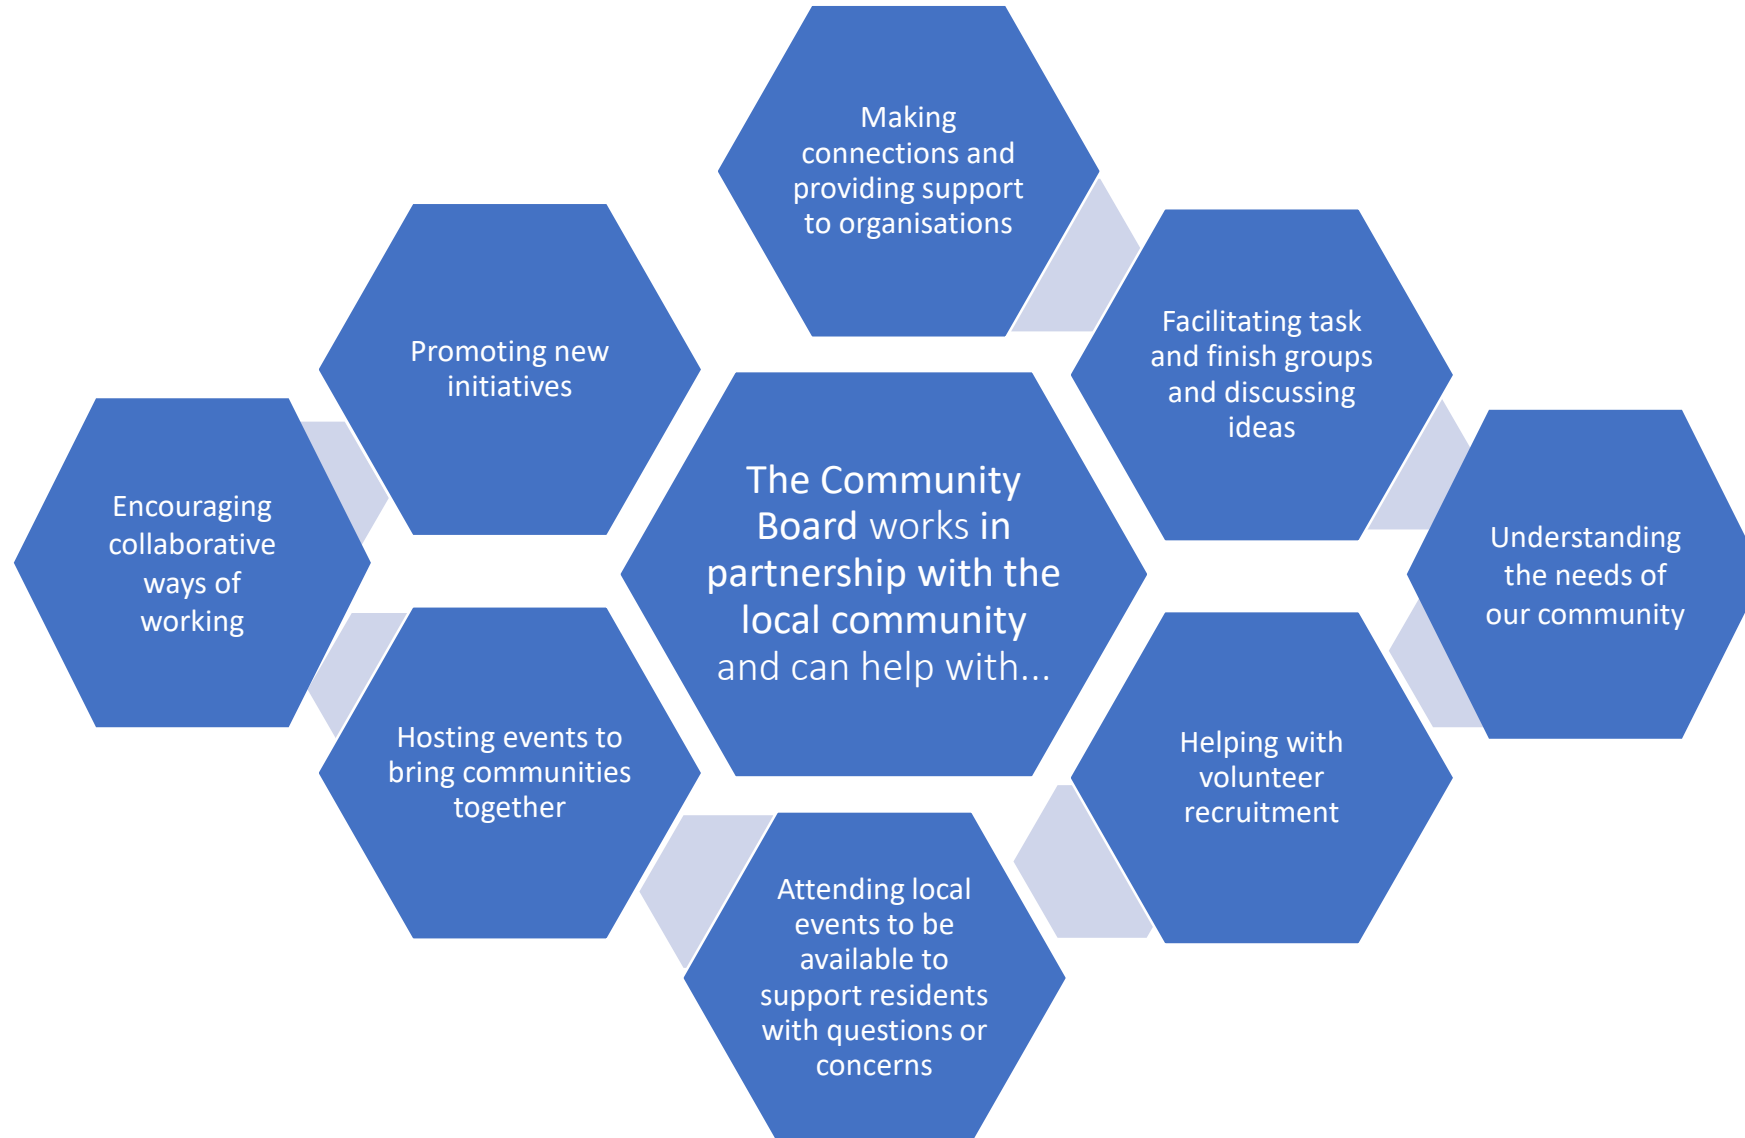 Making
connections and
providing support
to organisations
Promoting new
initiatives
Facilitating task
and finish groups
and discussing
ideas
Encouraging
collaborative
ways of
working
The Community
Board works in
partnership with the
local community
and can help with...
Understanding
the needs of
our community
Hosting events to
bring communities
together
Helping with
volunteer
recruitment
Attending local
events to be
available to
support residents
with questions or
concerns